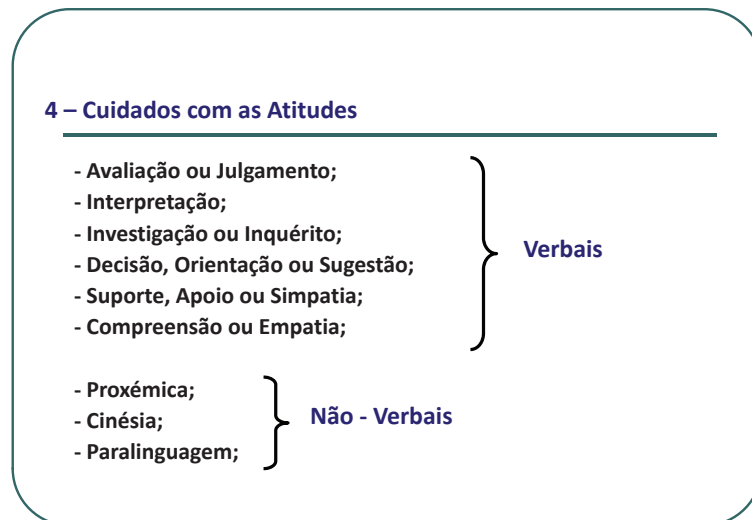 4 – Cuidados com as Atitudes
- Avaliação ou Julgamento;
- Interpretação;
- Investigação ou Inquérito;
- Decisão, Orientação ou Sugestão;
- Suporte, Apoio ou Simpatia;
- Compreensão ou Empatia;
Verbais
- Proxémica;
- Cinésia;
- Paralinguagem;
Não - Verbais